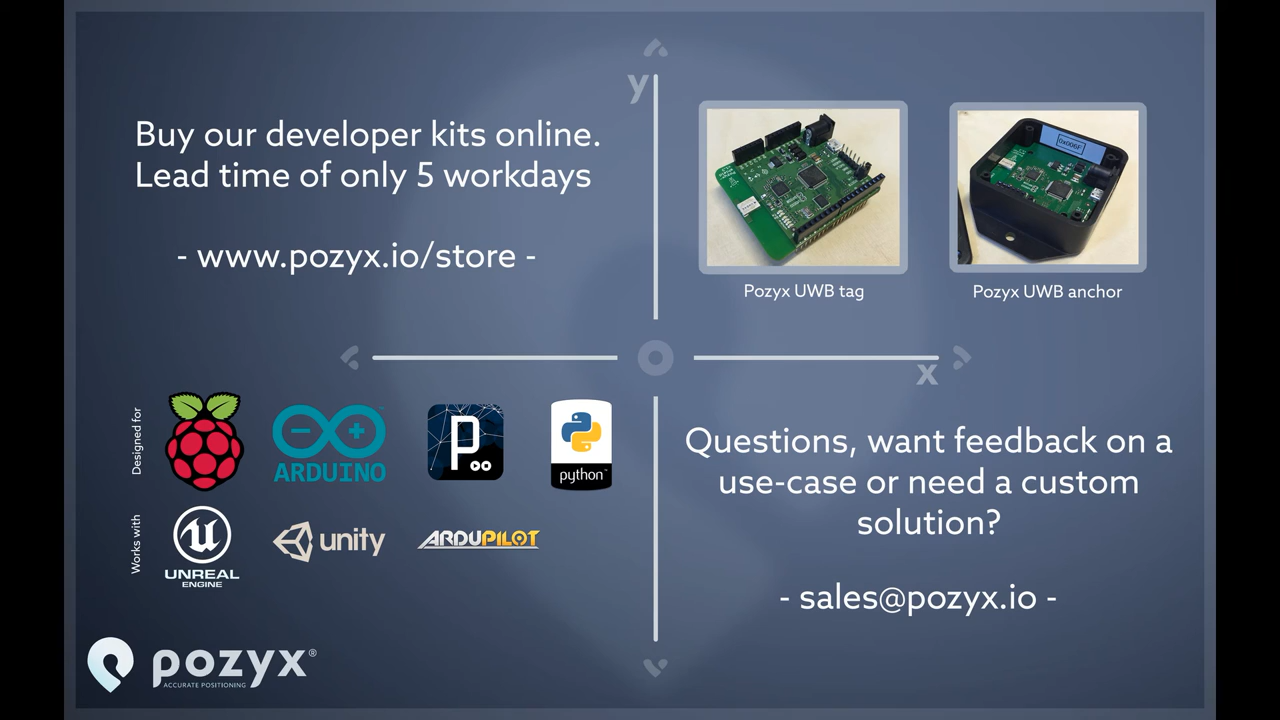 Buy our developer kits online.
Lead time of only 5 workdays
- www.pozyx.io/store -
y
0x606F
Pozyx UWB tag
Pozyx UWB anchor
x
Designed for
ARDUINO
P
python™
Works with
UNREAL
ENGINE
unity
ARDUPILOT
Questions, want feedback on a
use-case or need a custom
solution?
- sales@pozyx.io -
pozyx®
ACCURATE POSITIONING